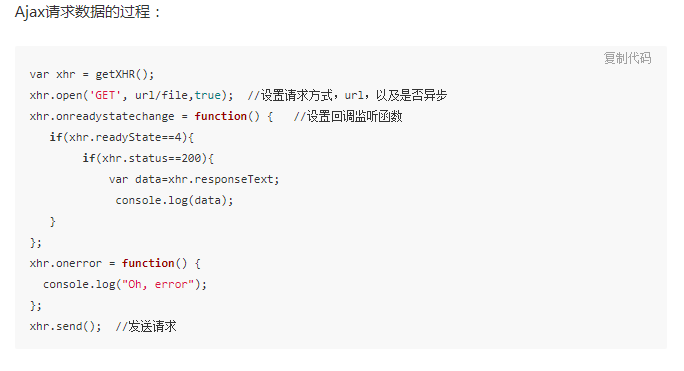 Ajax请求数据的过程：
复制代码
var xhr = getXHR();
xhr.open('GET', url/file,true);  //设置请求方式，url，以及是否异步
xhr.onreadystatechange = function() {   //设置回调监听函数
   if(xhr.readyState==4){
        if(xhr.status==200){
            var data=xhr.responseText;
             console.log(data);
   }
};
xhr.onerror = function() {
  console.log("Oh, error");
};
xhr.send();  //发送请求